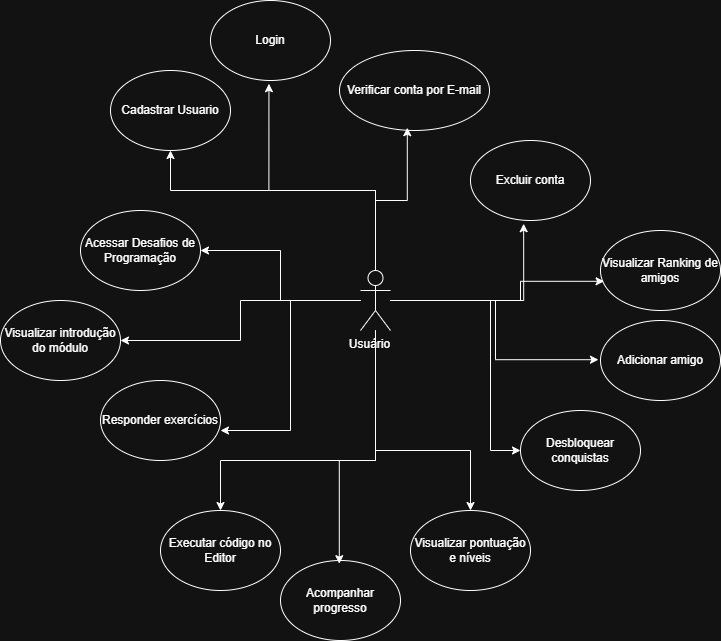 Login
Verificar conta por E-mail
Cadastrar Usuario
Excluir conta
Acessar Desafios de
Programação
Visualizar Ranking de
amigos
Visualizar introdução
do módulo
Usuário
Adicionar amigo
Responder exercícios
Desbloquear
conquistas
Executar código no
Editor
Visualizar pontuação
e níveis
Acompanhar
progresso